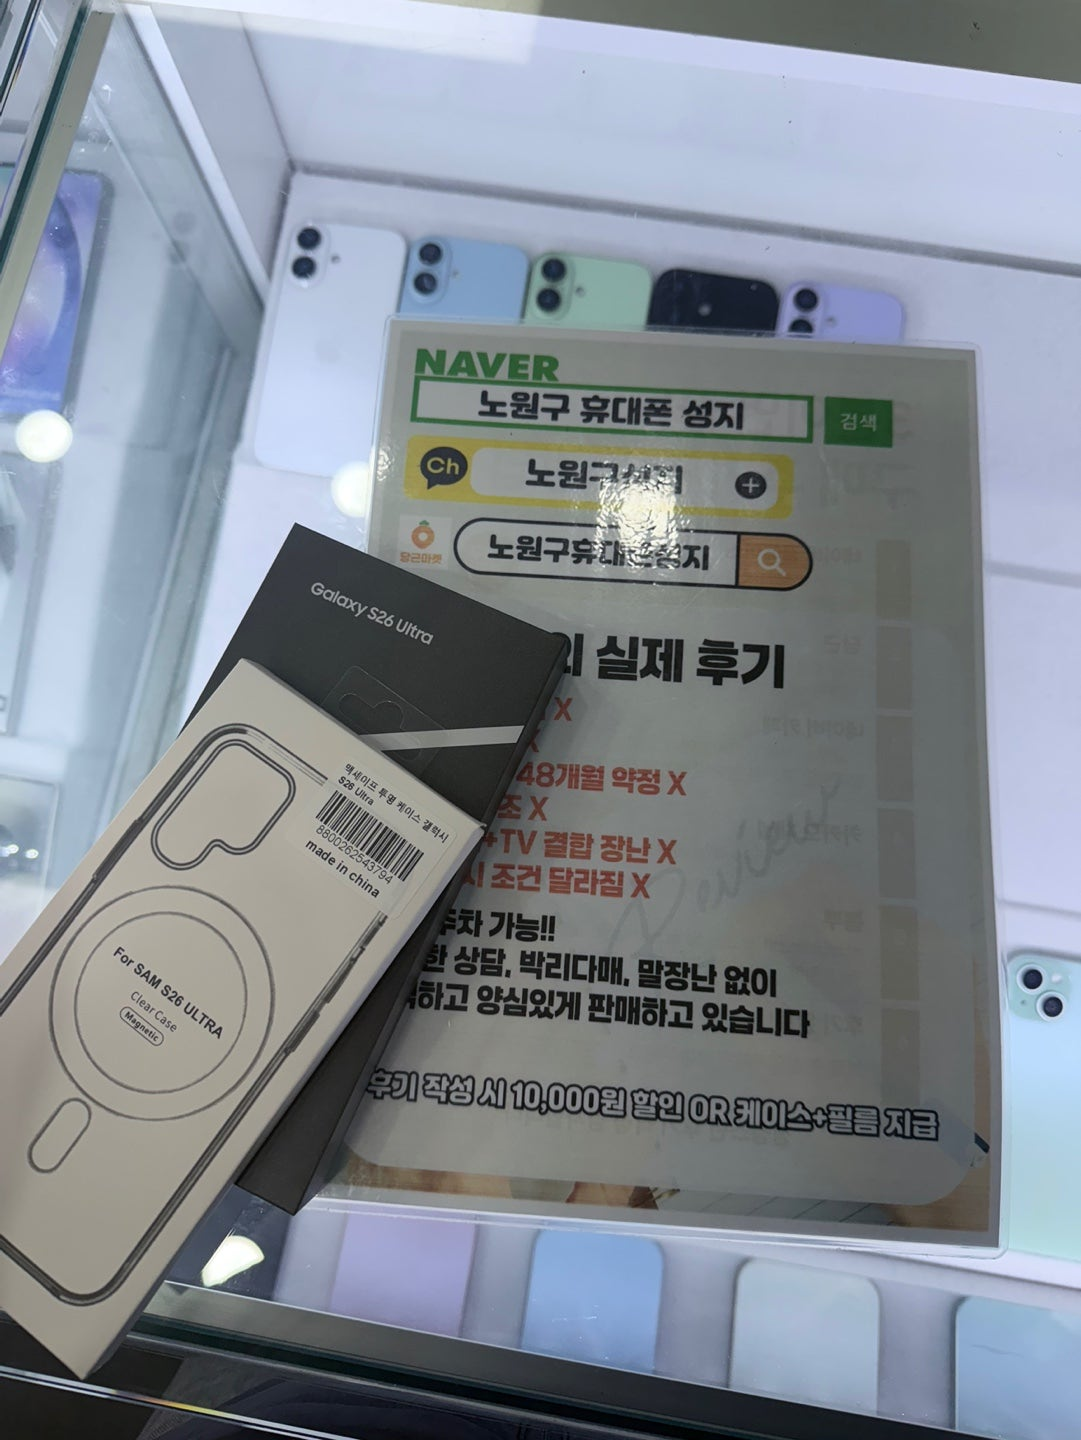 NAVER
노원구 휴대폰 성지 검색
Ch 노원구성지
당근마켓 노원구휴대폰성지
Galaxy S26 Ultra
실제 후기
X
X
48개월 약정 X
조 X
+TV 결합 장난 X
시 조건 달라짐 X
주차 가능!!
한 상담, 박리다매, 말장난 없이
하고 양심있게 판매하고 있습니다
후기 작성 시 10,000원 할인 OR 케이스+필름 지급
맥세이프 투명 케이스 갤럭시
S26 Ultra
8800262543794
made in china
For SAM S26 ULTRA
Clear Case
Magnetic
Review